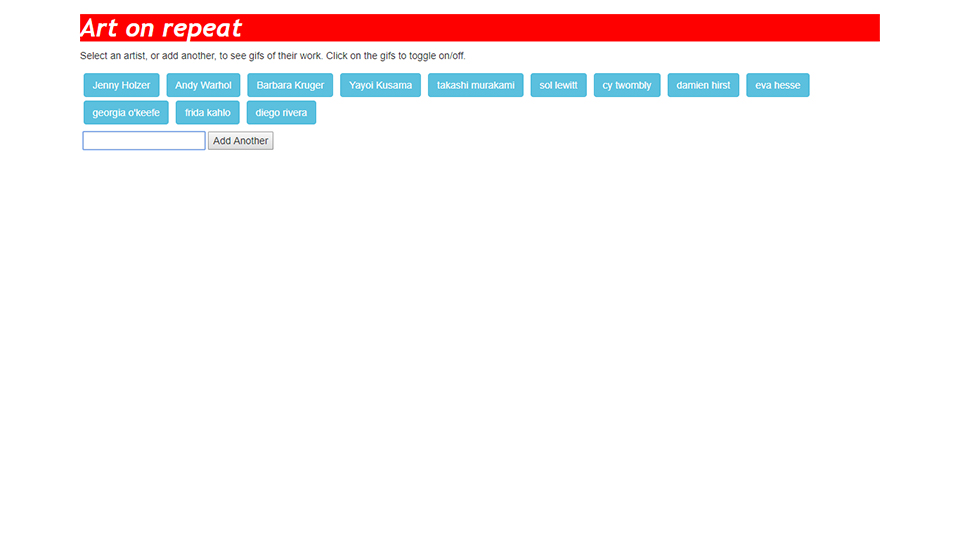 Art on repeat
Select an artist, or add another, to see gifs of their work. Click on the gifs to toggle on/off.
Jenny Holzer Andy Warhol Barbara Kruger Yayoi Kusama takashi murakami sol lewitt cy twombly damien hirst eva hesse
georgia o'keefe frida kahlo diego rivera
Add Another